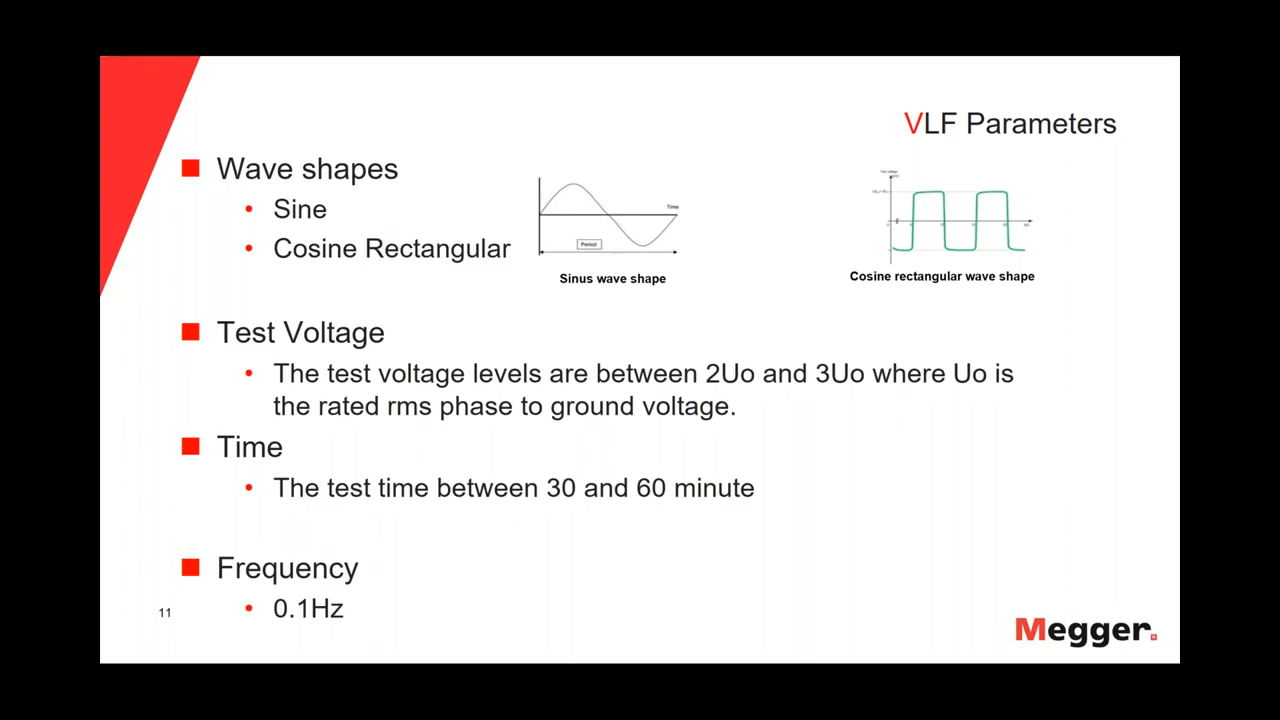 VLF Parameters
Wave shapes
Sine
Cosine Rectangular
Time
Period
Sinus wave shape
Cosine rectangular wave shape
Test Voltage
The test voltage levels are between 2Uo and 3Uo where Uo is
the rated rms phase to ground voltage.
Time
The test time between 30 and 60 minute
Frequency
0.1Hz
11
Megger.